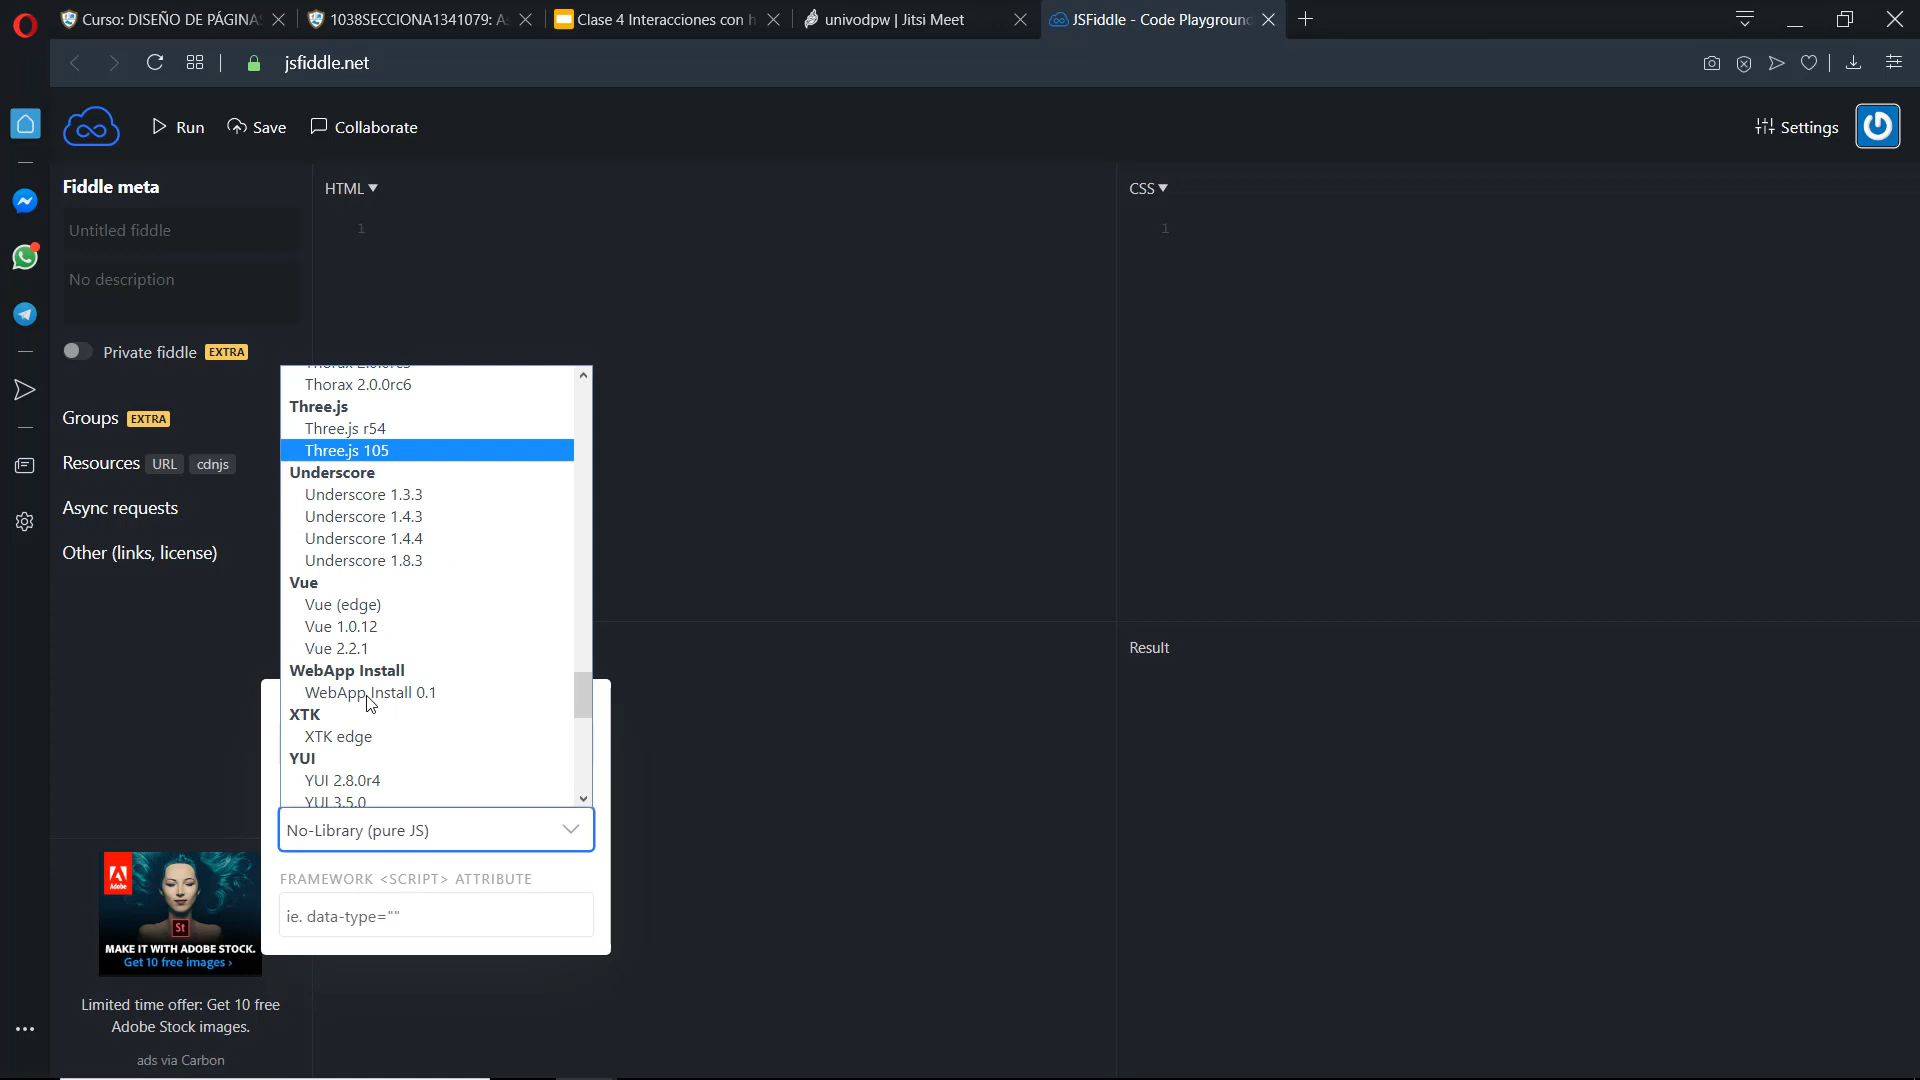 Curso: DISEÑO DE PÁGINAS
1038SECCIONA1341079: A
Clase 4 Interacciones con h
univodpw | Jitsi Meet
JSFiddle - Code Playground
jsfiddle.net
Run
Save
Collaborate
Settings
Fiddle meta
Untitled fiddle
No description
Private fiddle EXTRA
Groups EXTRA
Resources URL cdnjs
Async requests
Other (links, license)
HTML
1
CSS
1
Result
Thorax 2.0.0rc6
Three.js
Three.js r54
Three.js 105
Underscore
Underscore 1.3.3
Underscore 1.4.3
Underscore 1.4.4
Underscore 1.8.3
Vue
Vue (edge)
Vue 1.0.12
Vue 2.2.1
WebApp Install
WebApp Install 0.1
XTK
XTK edge
YUI
YUI 2.8.0r4
YUI 3.5.0
No-Library (pure JS)
FRAMEWORK <SCRIPT> ATTRIBUTE
ie. data-type=""
Adobe
St
MAKE IT WITH ADOBE STOCK.
Get 10 free images ›
Limited time offer: Get 10 free
Adobe Stock images.
ads via Carbon